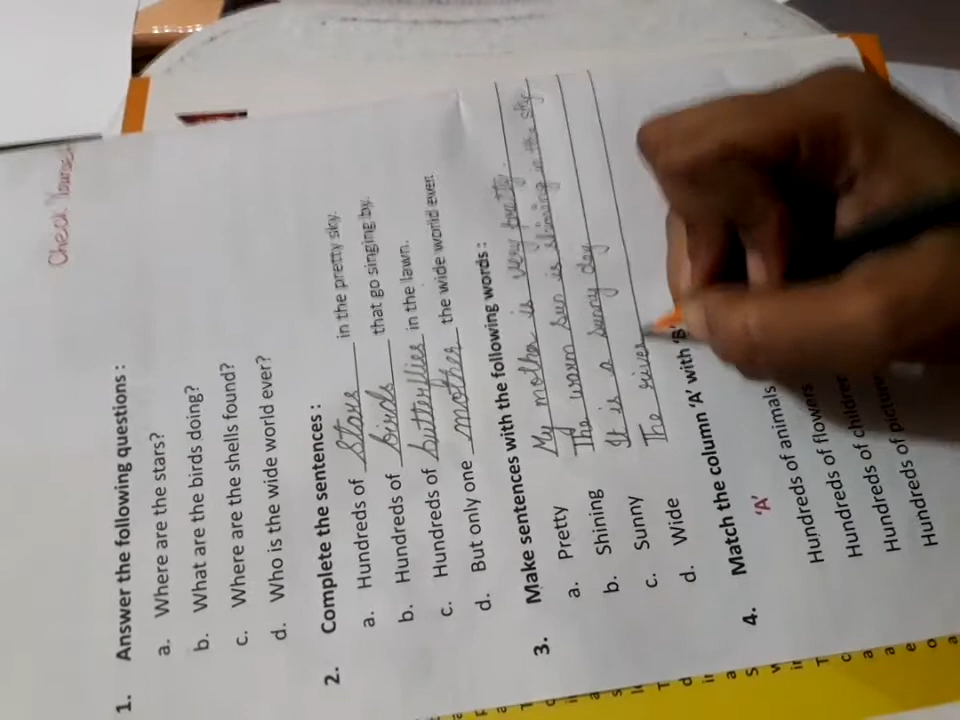 Check Yourse
1. Answer the following questions :
a. Where are the stars?
b. What are the birds doing?
c. Where are the shells found?
d. Who is the wide world ever?
2. Complete the sentences :
a. Hundreds of Stars in the pretty sky.
b. Hundreds of birds that go singing by.
c. Hundreds of butterflies in the lawn.
d. But only one mother the wide world ever.
3. Make sentences with the following words :
a. Pretty My mother is very pretty.
b. Shining The warm sun is shining in the sky
c. Sunny It is a sunny day
d. Wide The river
4. Match the column 'A' with 'B'
'A'
Hundreds of animals
Hundreds of flowers
Hundreds of children
Hundreds of picture